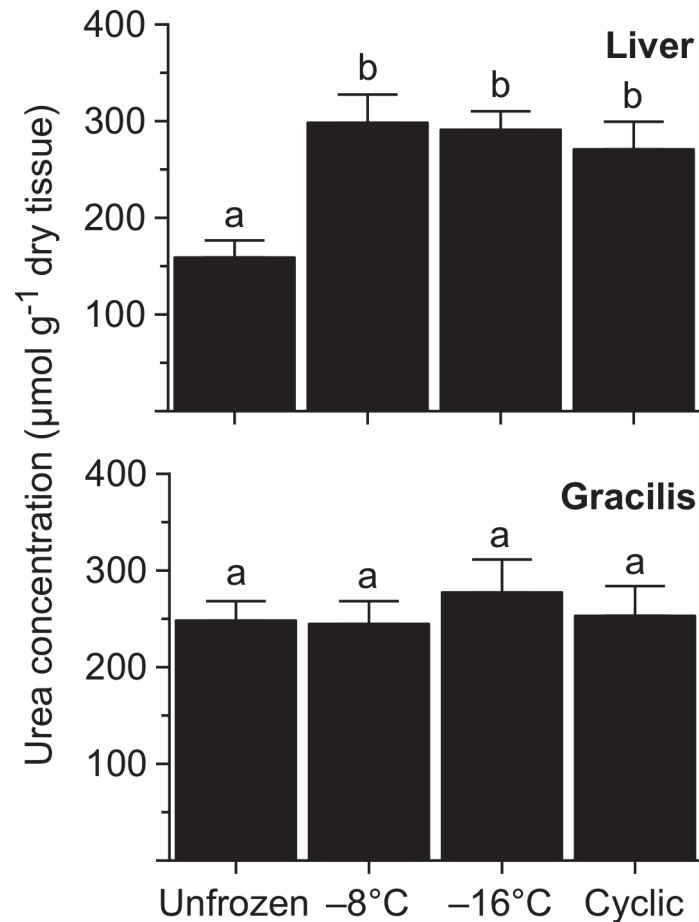 Urea concentration (µmol g-1 dry tissue)
400
300
200
100
Liver
a
b
b
b
400
300
200
100
Gracilis
a
a
a
a
Unfrozen –8°C –16°C Cyclic